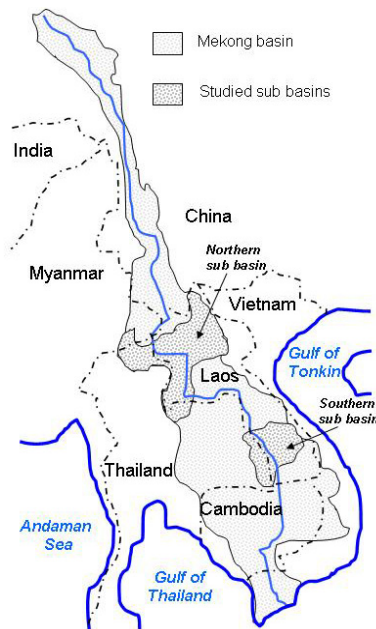 Mekong basin
Studied sub basins
India
China
Northern
sub basin
Myanmar
Vietnam
Gulf of
Tonkin
Laos
Southern
sub basin
Thailand
Cambodia
Andaman
Sea
Gulf of
Thailand